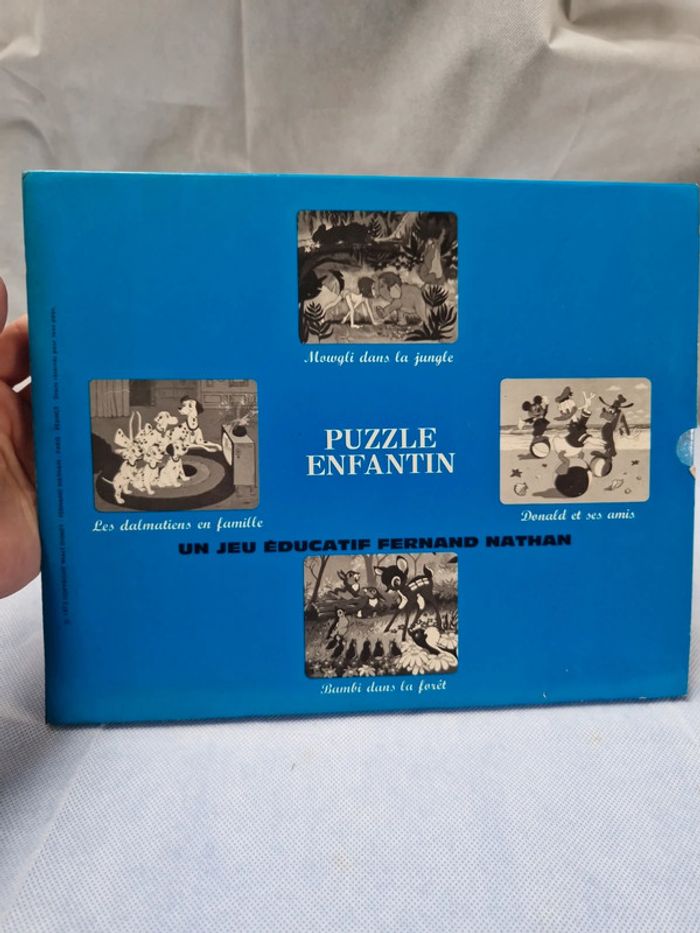 Mowgli dans la jungle
PUZZLE
ENFANTIN
Les dalmatiens en famille
Donald et ses amis
UN JEU ÉDUCATIF FERNAND NATHAN
Bambi dans la forêt